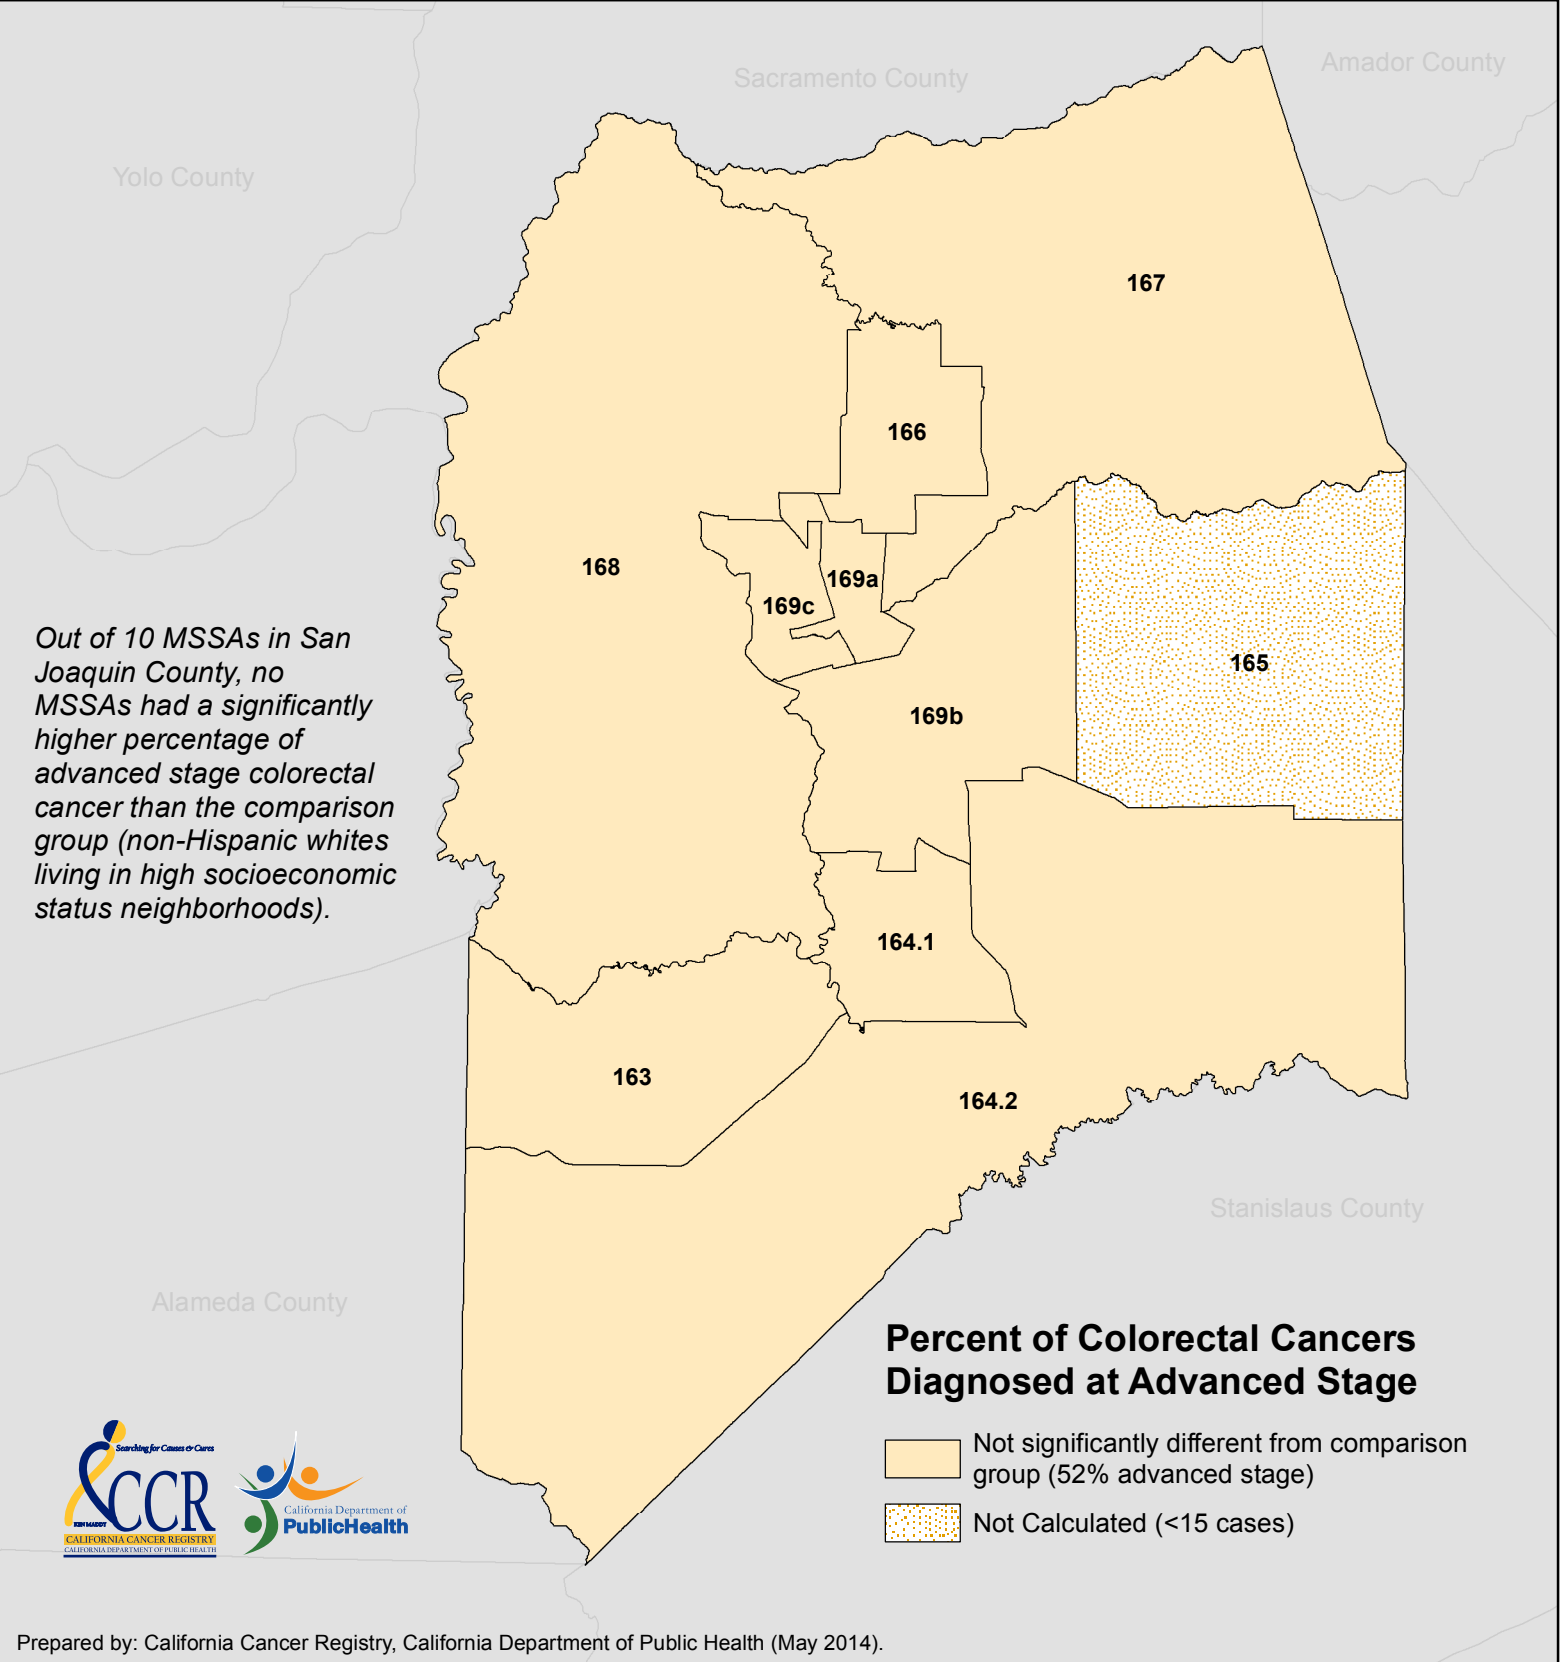 Sacramento County
Amador County
Yolo County
167
166
168
169a
169c
165
169b
Out of 10 MSSAs in San
Joaquin County, no
MSSAs had a significantly
higher percentage of
advanced stage colorectal
cancer than the comparison
group (non-Hispanic whites
living in high socioeconomic
status neighborhoods).
164.1
163
164.2
Stanislaus County
Alameda County
Percent of Colorectal Cancers
Diagnosed at Advanced Stage
Not significantly different from comparison
group (52% advanced stage)
Not Calculated (<15 cases)
Searching for Causes & Cures
CCR
KEN MADDY
CALIFORNIA CANCER REGISTRY
CALIFORNIA DEPARTMENT OF PUBLIC HEALTH
California Department of
PublicHealth
Prepared by: California Cancer Registry, California Department of Public Health (May 2014).